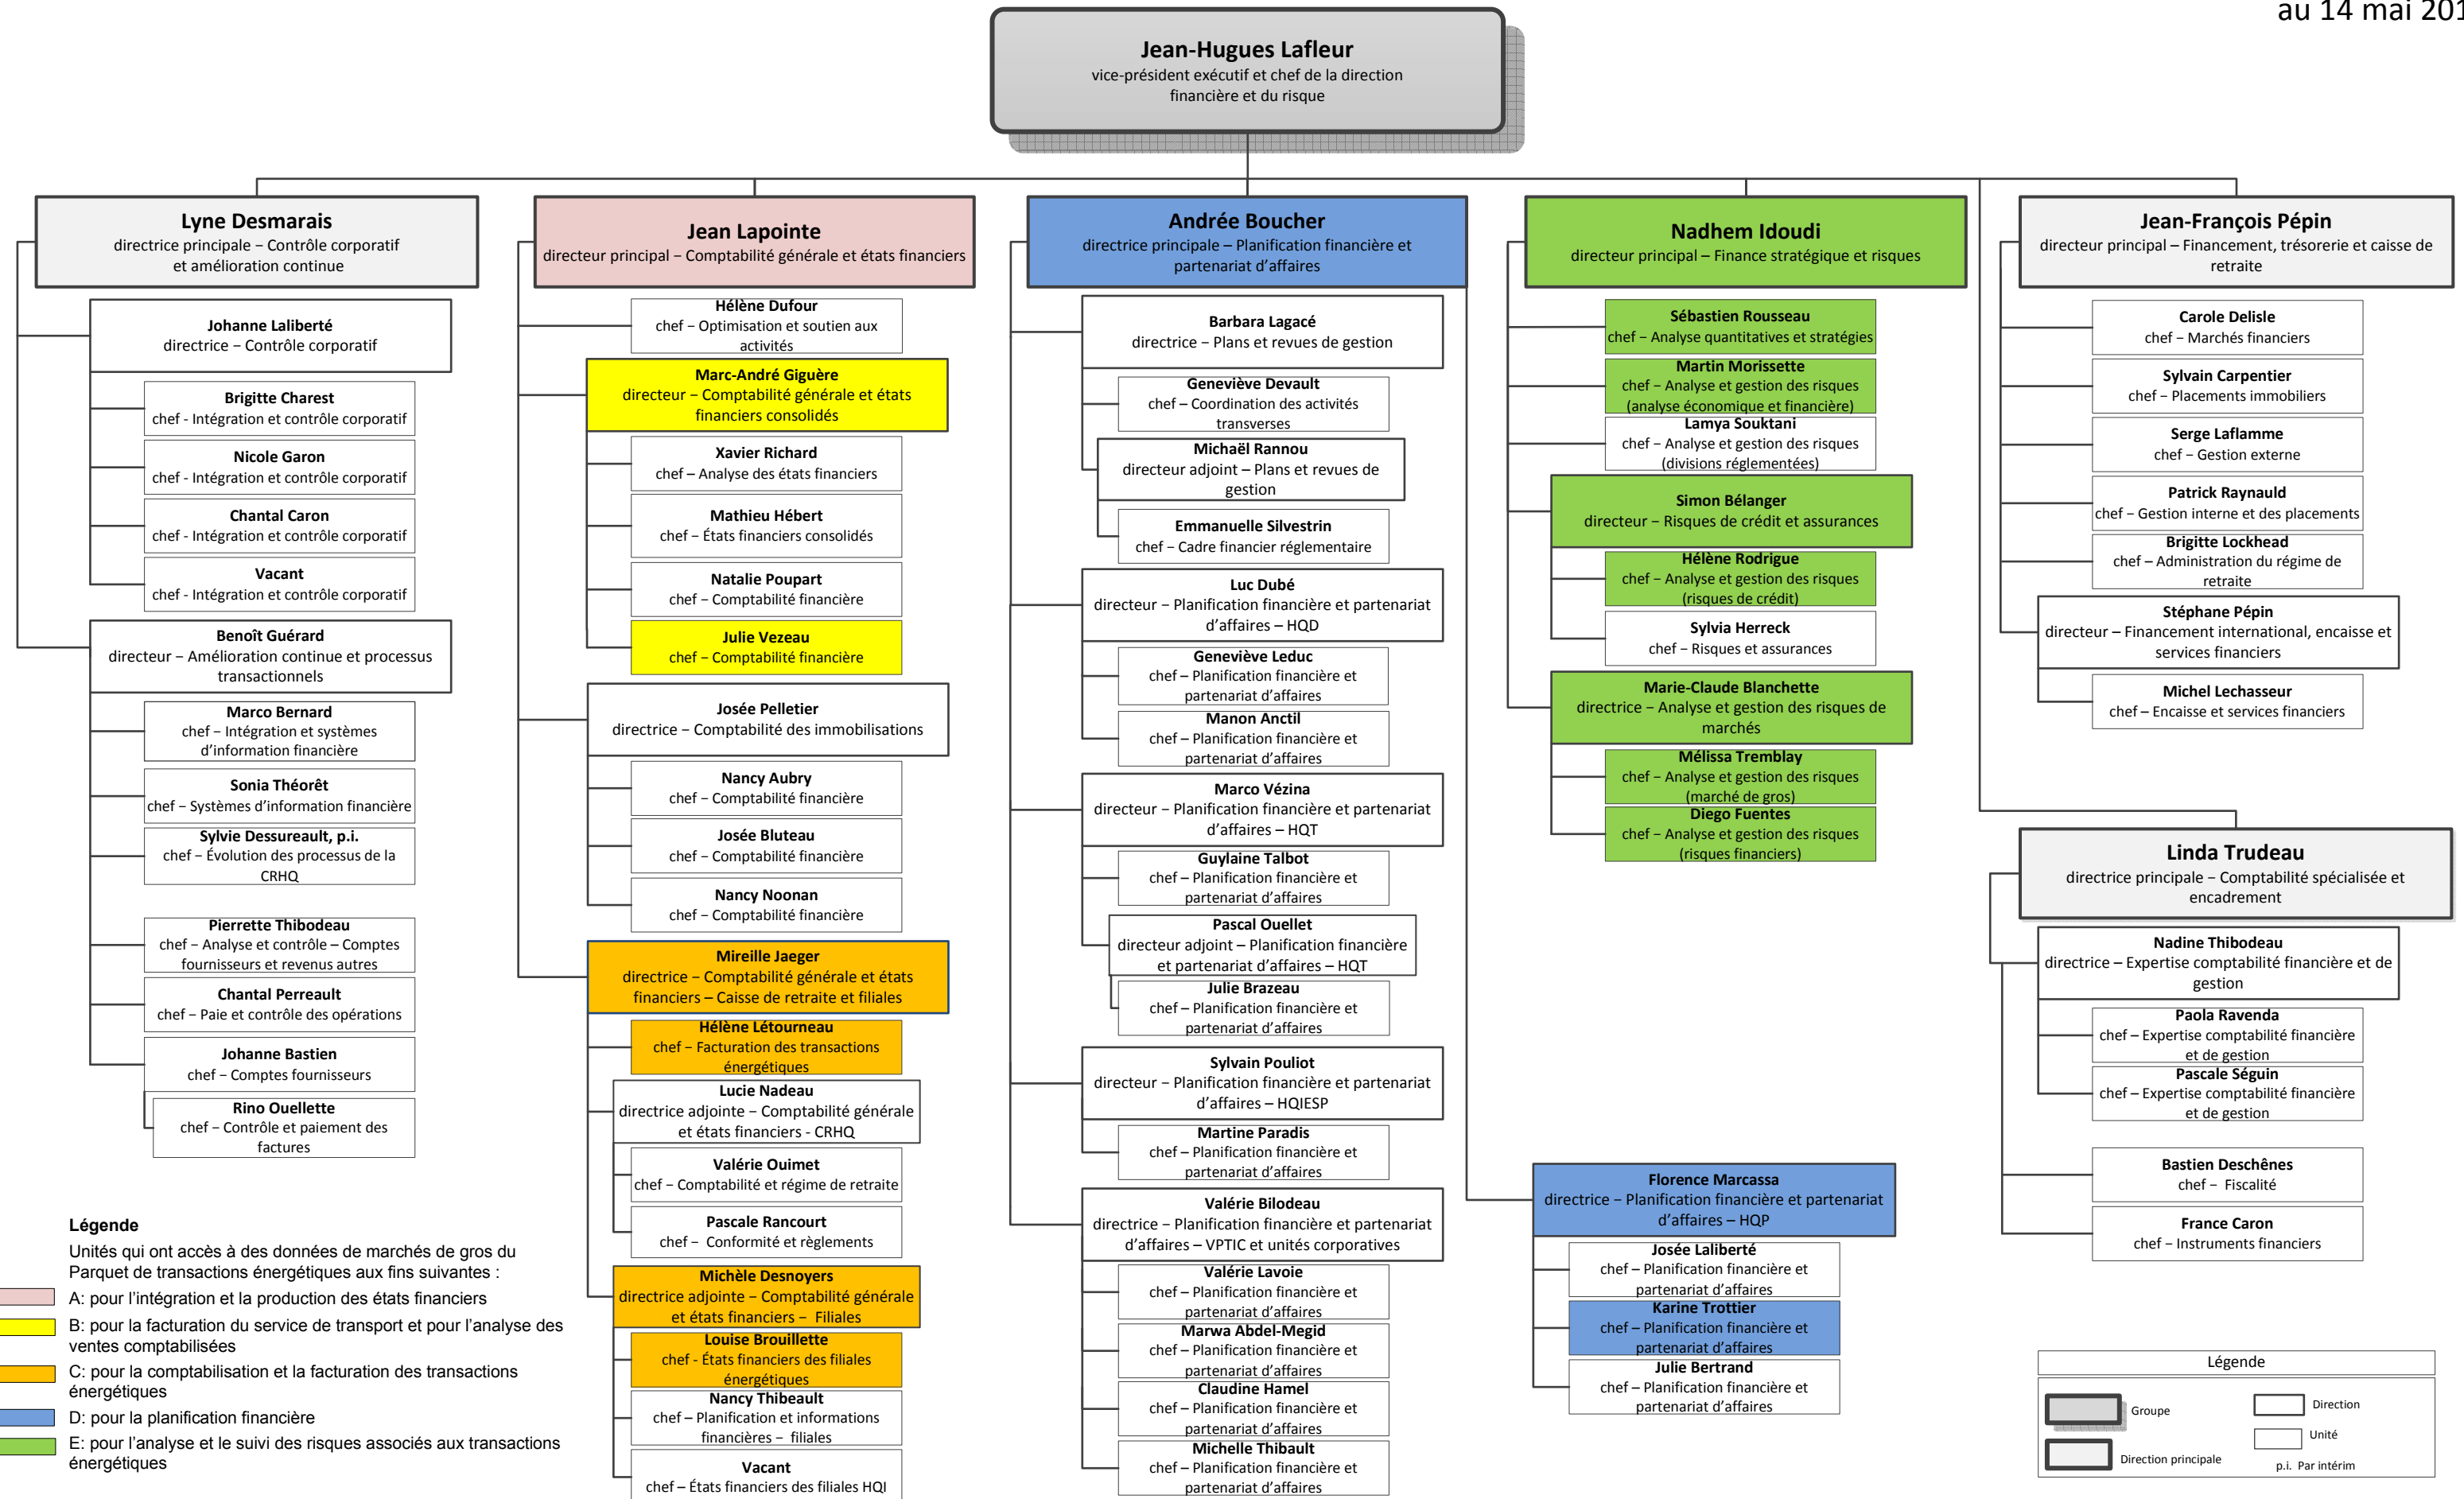 au 14 mai 201
Jean-Hugues Lafleur
vice-président exécutif et chef de la direction
financière et du risque
Lyne Desmarais
directrice principale – Contrôle corporatif
et amélioration continue
Johanne Laliberté
directrice – Contrôle corporatif
Brigitte Charest
chef - Intégration et contrôle corporatif
Nicole Garon
chef - Intégration et contrôle corporatif
Chantal Caron
chef - Intégration et contrôle corporatif
Vacant
chef - Intégration et contrôle corporatif
Benoît Guérard
directeur – Amélioration continue et processus
transactionnels
Marco Bernard
chef – Intégration et systèmes
d’information financière
Sonia Théorêt
chef – Systèmes d’information financière
Sylvie Dessureault, p.i.
chef – Évolution des processus de la
CRHQ
Pierrette Thibodeau
chef – Analyse et contrôle – Comptes
fournisseurs et revenus autres
Chantal Perreault
chef – Paie et contrôle des opérations
Johanne Bastien
chef – Comptes fournisseurs
Rino Ouellette
chef – Contrôle et paiement des
factures
Jean Lapointe
directeur principal – Comptabilité générale et états financiers
Hélène Dufour
chef – Optimisation et soutien aux
activités
Marc-André Giguère
directeur – Comptabilité générale et états
financiers consolidés
Xavier Richard
chef – Analyse des états financiers
Mathieu Hébert
chef – États financiers consolidés
Natalie Poupart
chef – Comptabilité financière
Julie Vezeau
chef – Comptabilité financière
Josée Pelletier
directrice – Comptabilité des immobilisations
Nancy Aubry
chef – Comptabilité financière
Josée Bluteau
chef – Comptabilité financière
Nancy Noonan
chef – Comptabilité financière
Mireille Jaeger
directrice – Comptabilité générale et états
financiers – Caisse de retraite et filiales
Hélène Létourneau
chef – Facturation des transactions
énergétiques
Lucie Nadeau
directrice adjointe – Comptabilité générale
et états financiers - CRHQ
Valérie Ouimet
chef – Comptabilité et régime de retraite
Pascale Rancourt
chef – Conformité et règlements
Michèle Desnoyers
directrice adjointe – Comptabilité générale
et états financiers – Filiales
Louise Brouillette
chef - États financiers des filiales
énergétiques
Nancy Thibeault
chef – Planification et informations
financières – filiales
Vacant
chef – États financiers des filiales HQI
Andrée Boucher
directrice principale – Planification financière et
partenariat d’affaires
Barbara Lagacé
directrice – Plans et revues de gestion
Geneviève Devault
chef – Coordination des activités
transverses
Michaël Rannou
directeur adjoint – Plans et revues de
gestion
Emmanuelle Silvestrin
chef – Cadre financier réglementaire
Luc Dubé
directeur – Planification financière et partenariat
d’affaires – HQD
Geneviève Leduc
chef – Planification financière et
partenariat d’affaires
Manon Anctil
chef – Planification financière et
partenariat d’affaires
Marco Vézina
directeur – Planification financière et partenariat
d’affaires – HQT
Guylaine Talbot
chef – Planification financière et
partenariat d’affaires
Pascal Ouellet
directeur adjoint – Planification financière
et partenariat d’affaires – HQT
Julie Brazeau
chef – Planification financière et
partenariat d’affaires
Sylvain Pouliot
directeur – Planification financière et partenariat
d’affaires – HQIESP
Martine Paradis
chef – Planification financière et
partenariat d’affaires
Valérie Bilodeau
directrice – Planification financière et partenariat
d’affaires – VPTIC et unités corporatives
Valérie Lavoie
chef – Planification financière et
partenariat d’affaires
Marwa Abdel-Megid
chef – Planification financière et
partenariat d’affaires
Claudine Hamel
chef – Planification financière et
partenariat d’affaires
Michelle Thibault
chef – Planification financière et
partenariat d’affaires
Florence Marcassa
directrice – Planification financière et partenariat
d’affaires – HQP
Josée Laliberté
chef – Planification financière et
partenariat d’affaires
Karine Trottier
chef – Planification financière et
partenariat d’affaires
Julie Bertrand
chef – Planification financière et
partenariat d’affaires
Nadhem Idoudi
directeur principal – Finance stratégique et risques
Sébastien Rousseau
chef – Analyse quantitatives et stratégies
Martin Morissette
chef – Analyse et gestion des risques
(analyse économique et financière)
Lamya Souktani
chef – Analyse et gestion des risques
(divisions réglementées)
Simon Bélanger
directeur – Risques de crédit et assurances
Hélène Rodrigue
chef – Analyse et gestion des risques
(risques de crédit)
Sylvia Herreck
chef – Risques et assurances
Marie-Claude Blanchette
directrice – Analyse et gestion des risques de
marchés
Mélissa Tremblay
chef – Analyse et gestion des risques
(marché de gros)
Diego Fuentes
chef – Analyse et gestion des risques
(risques financiers)
Jean-François Pépin
directeur principal – Financement, trésorerie et caisse de
retraite
Carole Delisle
chef – Marchés financiers
Sylvain Carpentier
chef – Placements immobiliers
Serge Laflamme
chef – Gestion externe
Patrick Raynauld
chef – Gestion interne et des placements
Brigitte Lockhead
chef – Administration du régime de
retraite
Stéphane Pépin
directeur – Financement international, encaisse et
services financiers
Michel Lechasseur
chef – Encaisse et services financiers
Linda Trudeau
directrice principale – Comptabilité spécialisée et
encadrement
Nadine Thibodeau
directrice – Expertise comptabilité financière et de
gestion
Paola Ravenda
chef – Expertise comptabilité financière
et de gestion
Pascale Séguin
chef – Expertise comptabilité financière
et de gestion
Bastien Deschênes
chef – Fiscalité
France Caron
chef – Instruments financiers
Légende
Unités qui ont accès à des données de marchés de gros du
Parquet de transactions énergétiques aux fins suivantes :
A: pour l’intégration et la production des états financiers
B: pour la facturation du service de transport et pour l’analyse des
ventes comptabilisées
C: pour la comptabilisation et la facturation des transactions
énergétiques
D: pour la planification financière
E: pour l’analyse et le suivi des risques associés aux transactions
énergétiques
Légende
Groupe
Direction
Unité
Direction principale
p.i. Par intérim